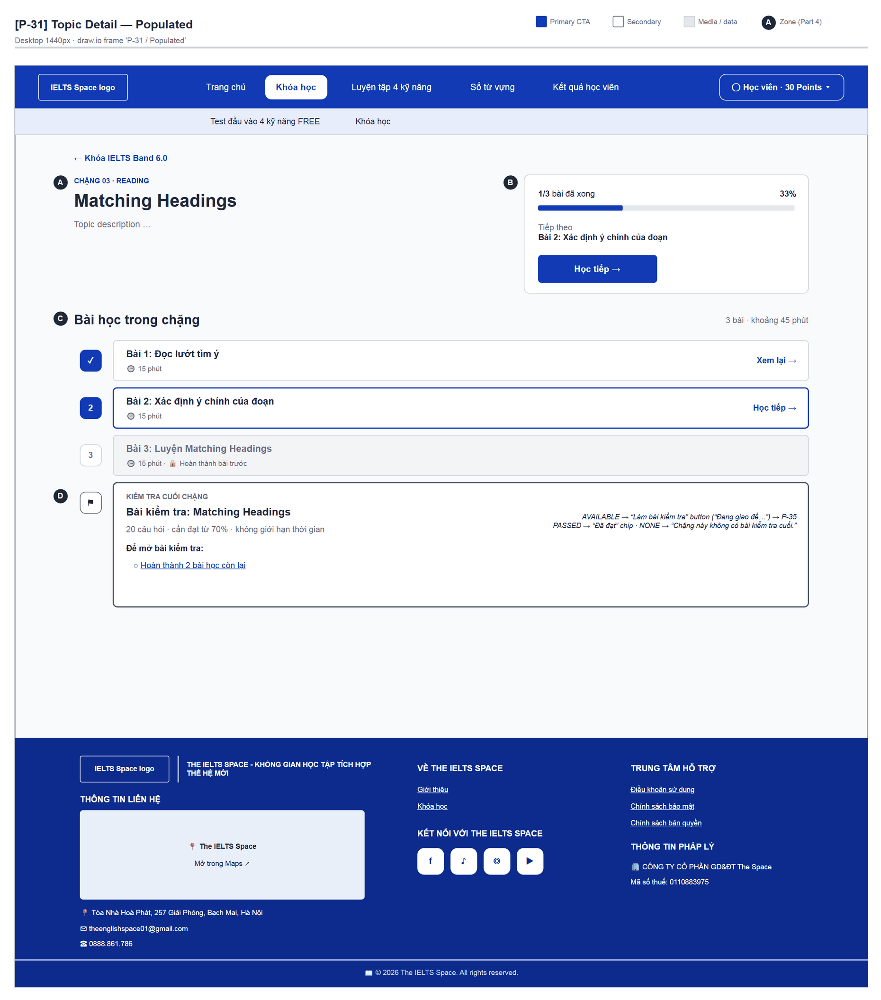 [P-31] Topic Detail — Populated
Desktop 1440px · draw.io frame 'P-31 / Populated'
Primary CTA
Secondary
Media / data
A
Zone (Part 4)
IELTS Space logo
Trang chủ
Khóa học
Luyện tập 4 kỹ năng
Sổ từ vựng
Kết quả học viên
Học viên · 30 Points ▾
Test đầu vào 4 kỹ năng FREE
Khóa học
← Khóa IELTS Band 6.0
A
CHẶNG 03 · READING
Matching Headings
Topic description …
B
1/3 bài đã xong
33%
Tiếp theo
Bài 2: Xác định ý chính của đoạn
Học tiếp →
C
Bài học trong chặng
3 bài · khoảng 45 phút
✓
Bài 1: Đọc lướt tìm ý
15 phút
Xem lại →
2
Bài 2: Xác định ý chính của đoạn
15 phút
Học tiếp →
3
Bài 3: Luyện Matching Headings
15 phút · 🔒 Hoàn thành bài trước
D
KIỂM TRA CUỐI CHẶNG
Bài kiểm tra: Matching Headings
20 câu hỏi · cần đạt từ 70% · không giới hạn thời gian
AVAILABLE → “Làm bài kiểm tra” button (“Đang giao đề…”) → P-35
PASSED → “Đã đạt” chip · NONE → “Chặng này không có bài kiểm tra cuối.”
Để mở bài kiểm tra:
○ Hoàn thành 2 bài học còn lại
IELTS Space logo
THE IELTS SPACE - KHÔNG GIAN HỌC TẬP TÍCH HỢP
THẾ HỆ MỚI
THÔNG TIN LIÊN HỆ
The IELTS Space
Mở trong Maps ↗
Tòa Nhà Hoà Phát, 257 Giải Phóng, Bạch Mai, Hà Nội
theenglishspace01@gmail.com
0888.861.786
VỀ THE IELTS SPACE
Giới thiệu
Khóa học
KẾT NỐI VỚI THE IELTS SPACE
f
TRUNG TÂM HỖ TRỢ
Điều khoản sử dụng
Chính sách bảo mật
Chính sách bản quyền
THÔNG TIN PHÁP LÝ
CÔNG TY CỔ PHẦN GD&ĐT The Space
Mã số thuế: 0110883975
© 2026 The IELTS Space. All rights reserved.